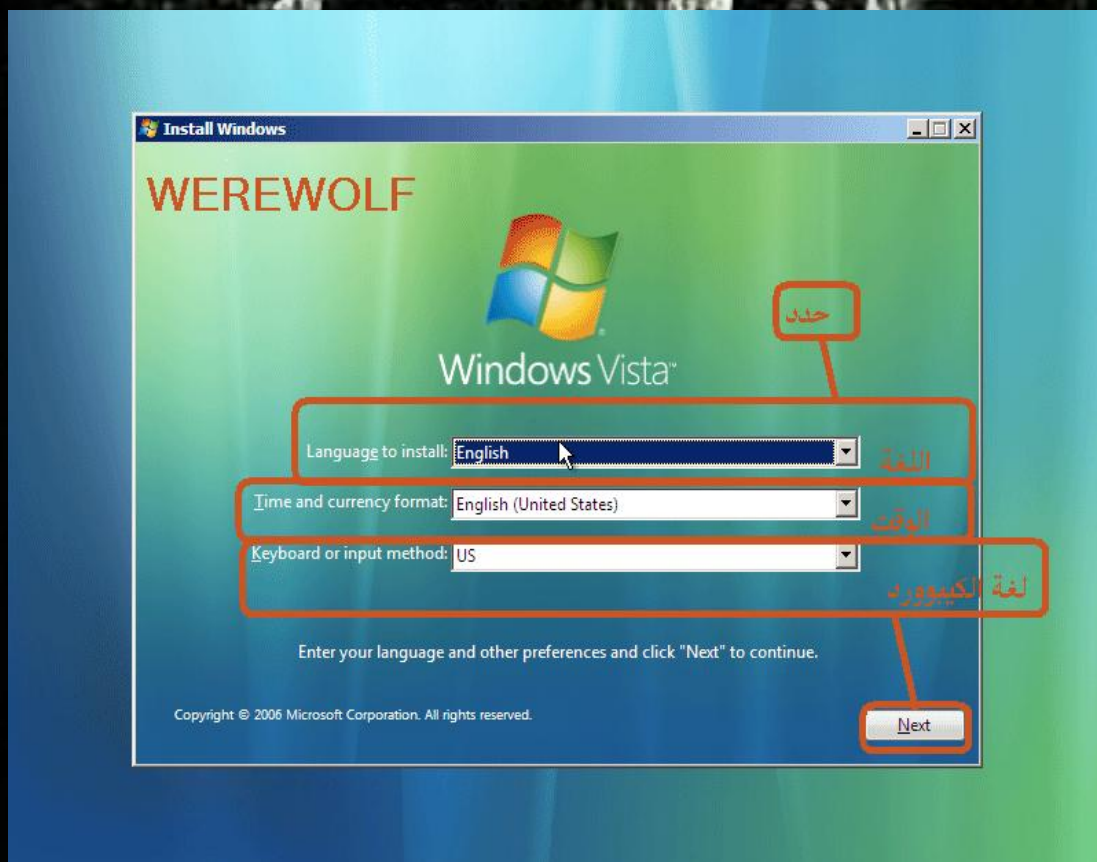 Install Windows
WEREWOLF
حدد
Windows Vista™
Language to install: English
اللغة
Time and currency format: English (United States)
الوقت
Keyboard or input method: US
لغة الكيبوورد
Enter your language and other preferences and click "Next" to continue.
Copyright © 2006 Microsoft Corporation. All rights reserved.
Next